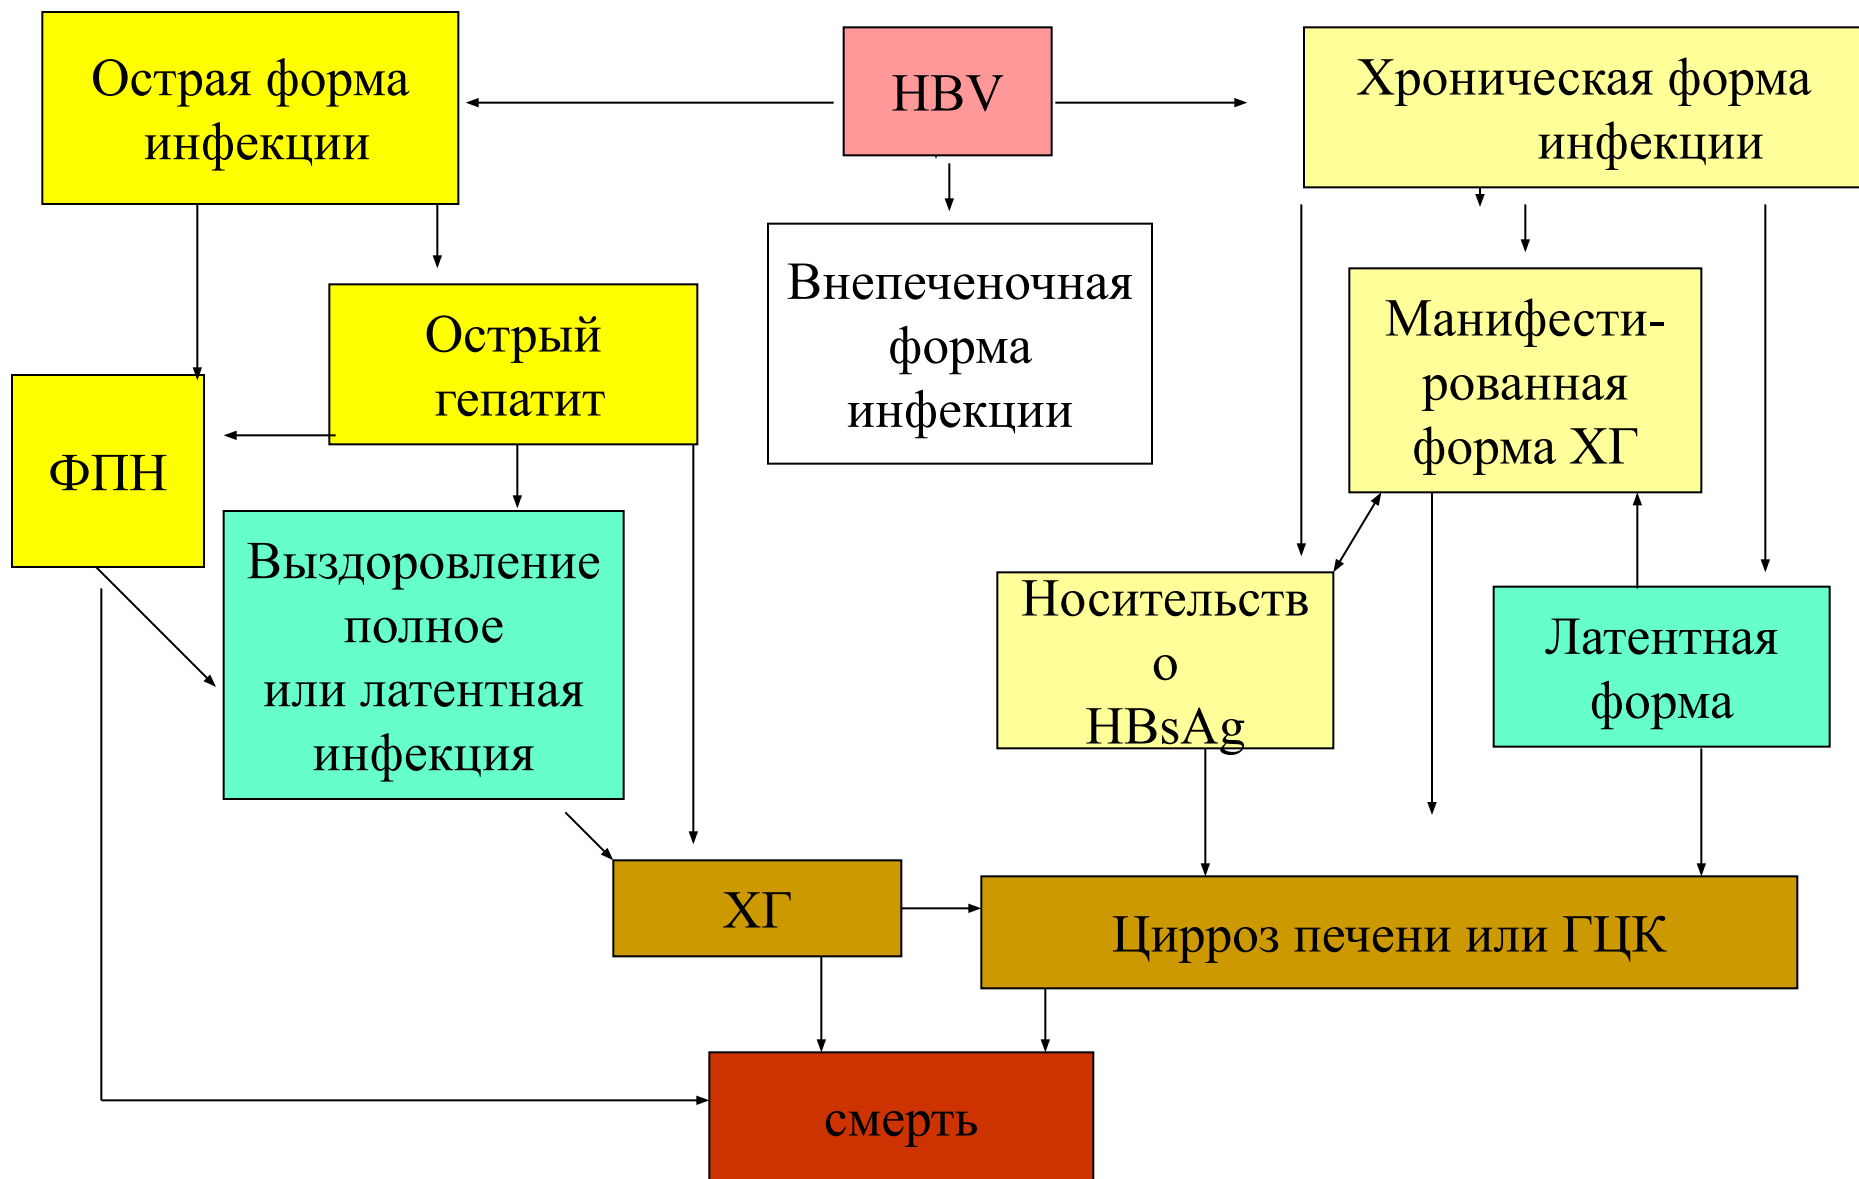 Острая форма
инфекции
HBV
Хроническая форма
инфекции
Внепеченочная
форма
инфекции
Острый
гепатит
Манифести-
рованная
форма ХГ
ФПН
Выздоровление
полное
или латентная
инфекция
Носительств
о
HBsAg
Латентная
форма
ХГ
Цирроз печени или ГЦК
смерть